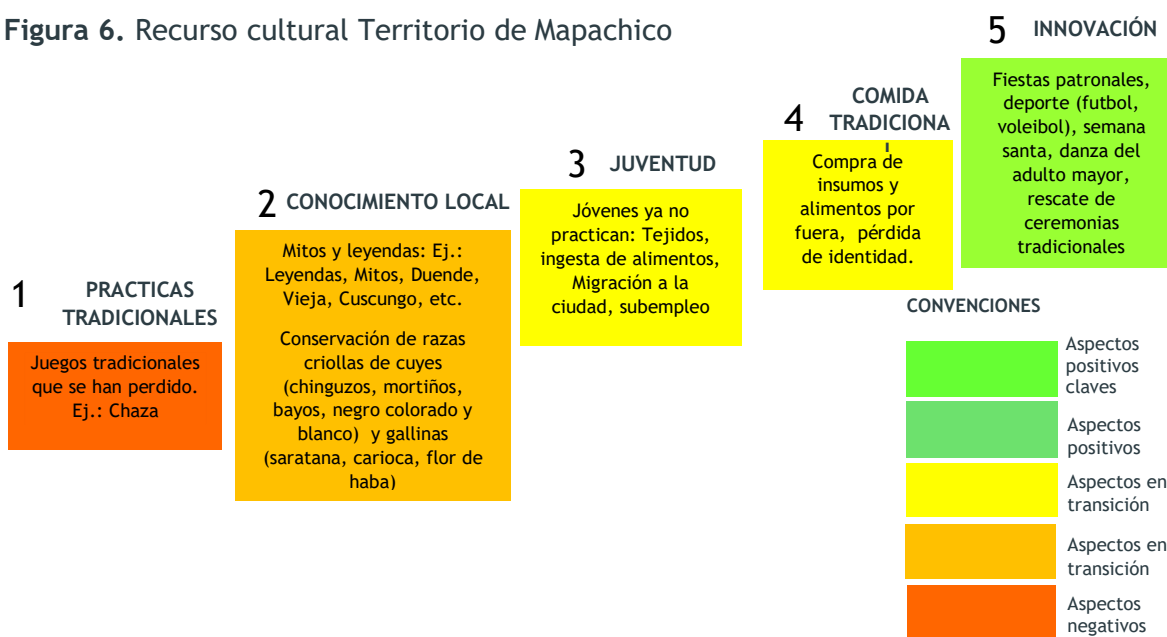 Figura 6. Recurso cultural Territorio de Mapachico
1
PRACTICAS
TRADICIONALES
Juegos tradicionales
que se han perdido.
Ej.: Chaza
2
CONOCIMIENTO LOCAL
Mitos y leyendas: Ej.:
Leyendas, Mitos, Duende,
Vieja, Cuscungo, etc.
Conservación de razas
criollas de cuyes
(chinguzos, mortiños,
bayos, negro colorado y
blanco) y gallinas
(saratana, carioca, flor de
haba)
3
JUVENTUD
Jóvenes ya no
practican: Tejidos,
ingesta de alimentos,
Migración a la
ciudad, subempleo
4
COMIDA
TRADICIONA
Compra de
insumos y
alimentos por
fuera, pérdida
de identidad.
5
INNOVACIÓN
Fiestas patronales,
deporte (futbol,
voleibol), semana
santa, danza del
adulto mayor,
rescate de
ceremonias
tradicionales
CONVENCIONES
Aspectos
positivos
claves
Aspectos
positivos
Aspectos en
transición
Aspectos en
transición
Aspectos
negativos